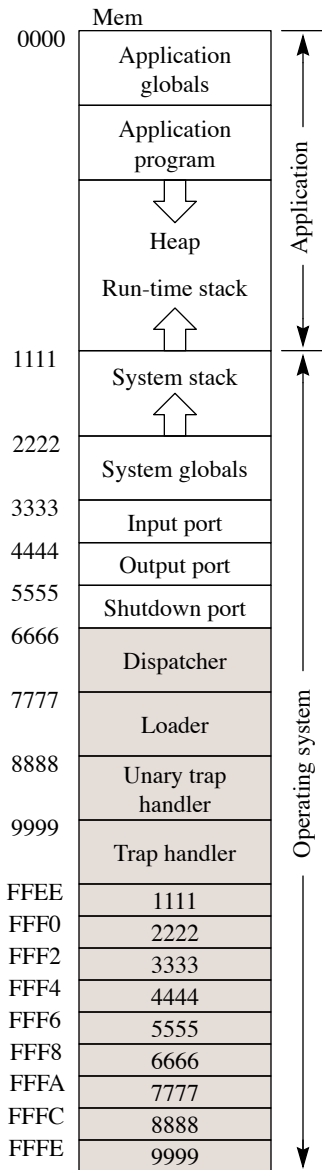 Mem
0000
Application
globals
Application
program
Heap
Run-time stack
Application
1111
System stack
2222
System globals
3333
Input port
4444
Output port
5555
Shutdown port
6666
Dispatcher
7777
Loader
8888
Unary trap
handler
9999
Trap handler
Operating system
FFEE
1111
FFF0
2222
FFF2
3333
FFF4
4444
FFF6
5555
FFF8
6666
FFFA
7777
FFFC
8888
FFFE
9999